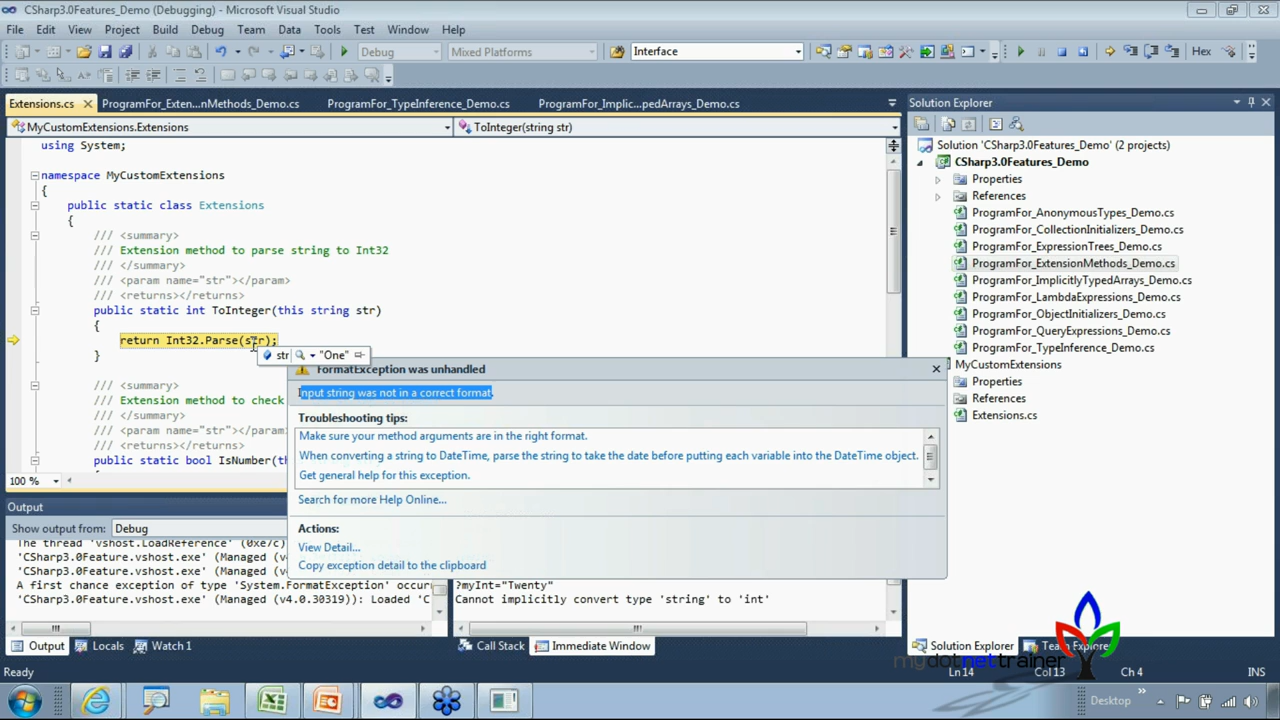 CSharp3.0Features_Demo (Debugging) - Microsoft Visual Studio
File Edit View Project Build Debug Team Data Tools Test Window Help
Debug Mixed Platforms Interface Hex
Extensions.cs ProgramFor_Exten...nMethods_Demo.cs ProgramFor_TypeInference_Demo.cs ProgramFor_Implic...pedArrays_Demo.cs
MyCustomExtensions.Extensions ToInteger(string str)
using System;
namespace MyCustomExtensions
{
public static class Extensions
{
/// <summary>
/// Extension method to parse string to Int32
/// </summary>
/// <param name="str"></param>
/// <returns></returns>
public static int ToInteger(this string str)
{
return Int32.Parse(str);
str "One"
}
/// <summary>
/// Extension method to check
/// </summary>
/// <param name="str"></para
/// <returns></returns>
public static bool IsNumber(th
100 %
FormatException was unhandled
Input string was not in a correct format.
Troubleshooting tips:
Make sure your method arguments are in the right format.
When converting a string to DateTime, parse the string to take the date before putting each variable into the DateTime object.
Get general help for this exception.
Search for more Help Online...
Actions:
View Detail...
Copy exception detail to the clipboard
Solution Explorer
Solution 'CSharp3.0Features_Demo' (2 projects)
CSharp3.0Features_Demo
Properties
References
ProgramFor_AnonymousTypes_Demo.cs
ProgramFor_CollectionInitializers_Demo.cs
ProgramFor_ExpressionTrees_Demo.cs
ProgramFor_ExtensionMethods_Demo.cs
ProgramFor_ImplicitlyTypedArrays_Demo.cs
ProgramFor_LambdaExpressions_Demo.cs
ProgramFor_ObjectInitializers_Demo.cs
ProgramFor_QueryExpressions_Demo.cs
ProgramFor_TypeInference_Demo.cs
MyCustomExtensions
Properties
References
Extensions.cs
Output
Show output from: Debug
The thread 'vshost.LoadReference' (0xe7c)
'CSharp3.0Feature.vshost.exe' (Managed (v4
'CSharp3.0Feature.vshost.exe' (Managed (v4
A first chance exception of type 'System.FormatException' occur
'CSharp3.0Feature.vshost.exe' (Managed (v4.0.30319)): Loaded 'C
?myInt="Twenty"
Cannot implicitly convert type 'string' to 'int'
Output Locals Watch 1 Call Stack Immediate Window Solution Explorer Team Explorer
mydotnettrainer
Ready Ln 14 Col 13 Ch 4 INS
Desktop